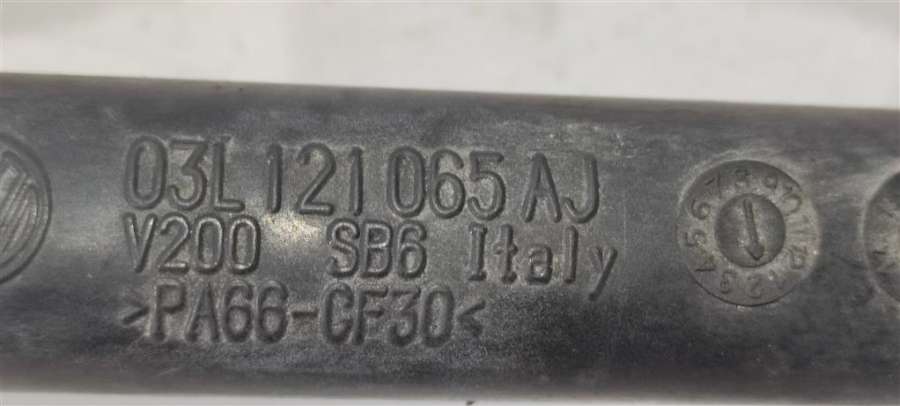 03L 121 065 AJ
V200 SB6 Italy
>PA66-GF30<